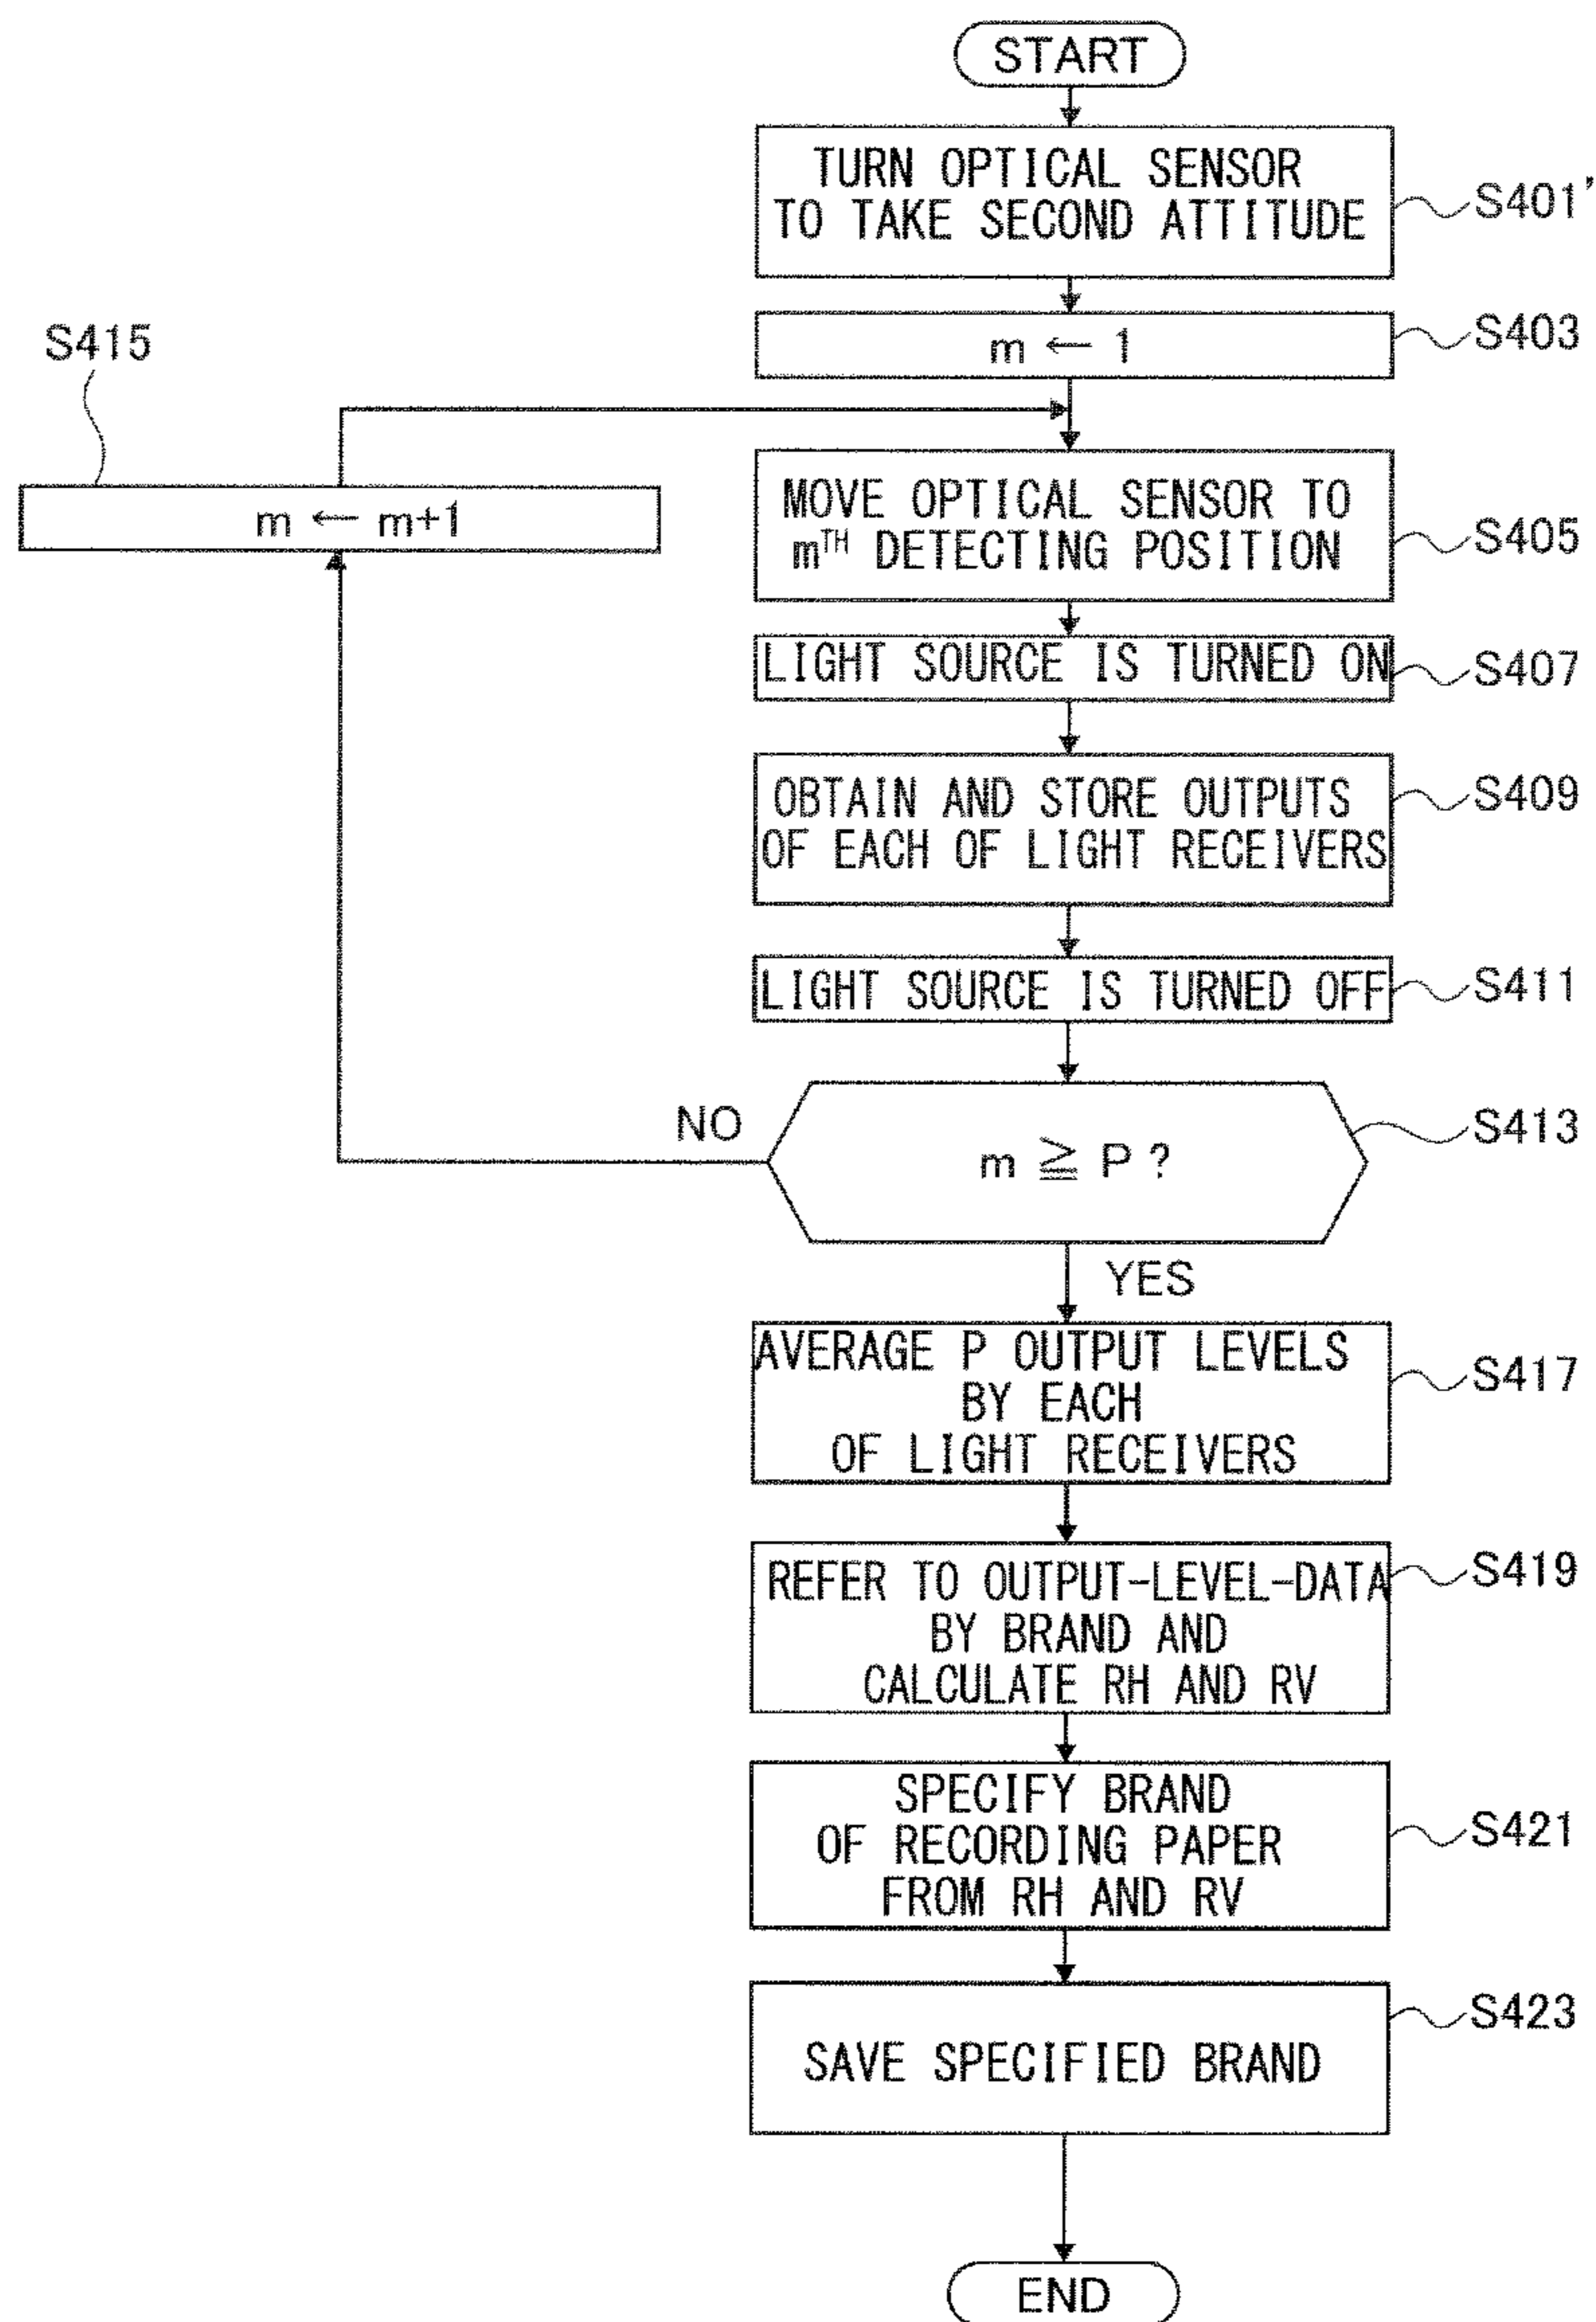 START
TURN OPTICAL SENSOR
TO TAKE SECOND ATTITUDE
S401'
m ← 1
S403
S415
m ← m+1
MOVE OPTICAL SENSOR TO
mTH DETECTING POSITION
S405
LIGHT SOURCE IS TURNED ON
S407
OBTAIN AND STORE OUTPUTS
OF EACH OF LIGHT RECEIVERS
S409
LIGHT SOURCE IS TURNED OFF
S411
NO
m ≧ P ?
S413
YES
AVERAGE P OUTPUT LEVELS
BY EACH
OF LIGHT RECEIVERS
S417
REFER TO OUTPUT-LEVEL-DATA
BY BRAND AND
CALCULATE RH AND RV
S419
SPECIFY BRAND
OF RECORDING PAPER
FROM RH AND RV
S421
SAVE SPECIFIED BRAND
S423
END